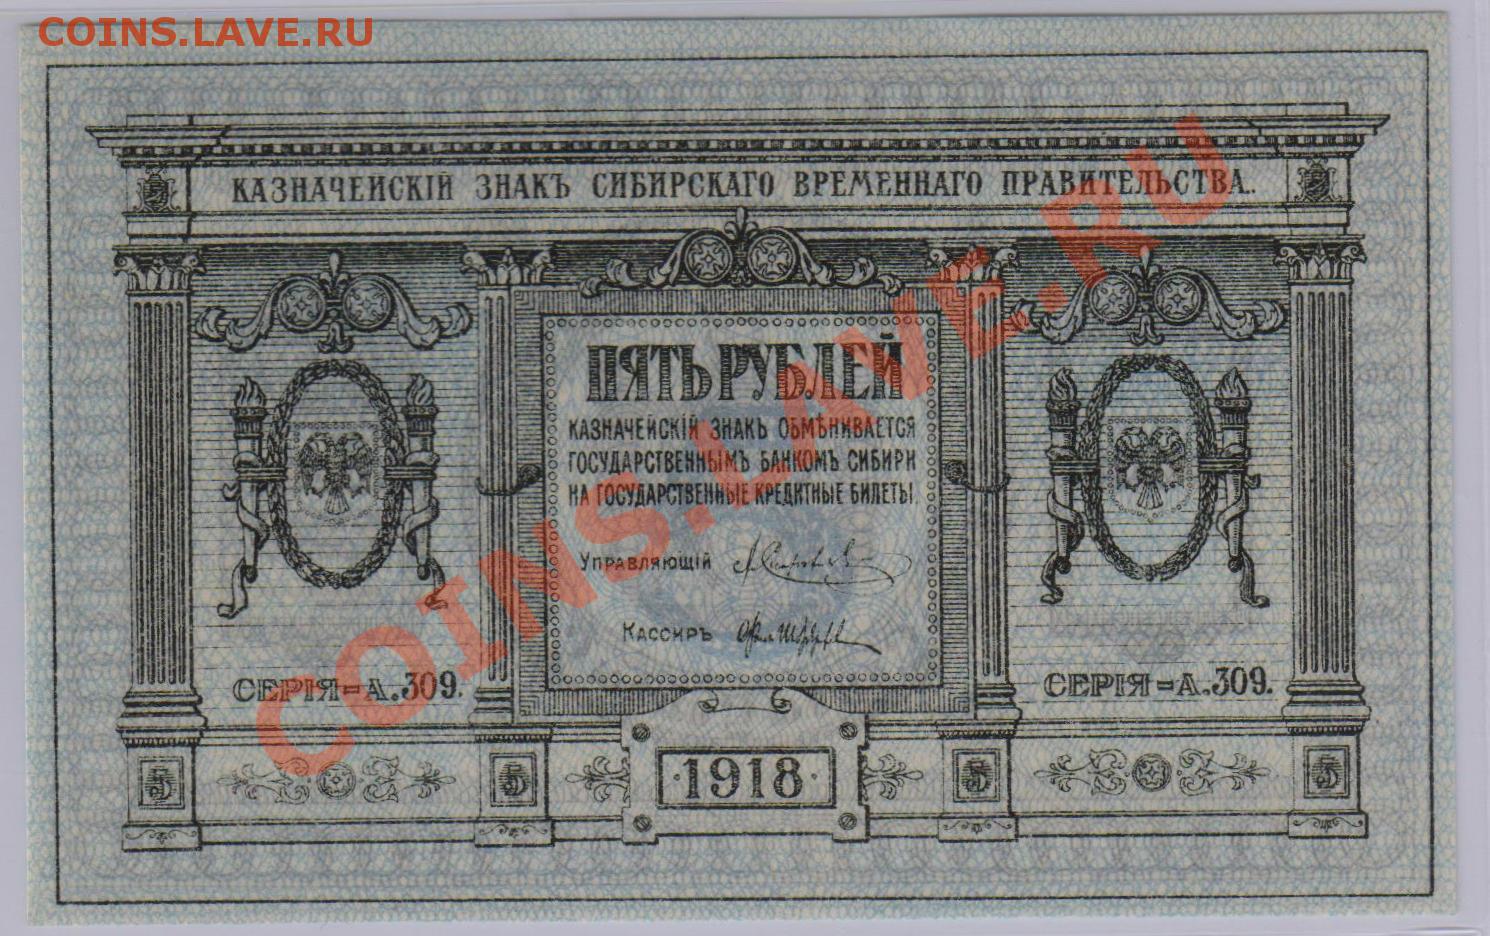 COINS.LAVE.RU
КАЗНАЧЕЙСКІЙ ЗНАКЪ СИБИРСКАГО ВРЕМЕННАГО ПРАВИТЕЛЬСТВА.
ПЯТЬ РУБЛЕЙ
КАЗНАЧЕЙСКІЙ ЗНАКЪ ОБМѢНИВАЕТСЯ
ГОСУДАРСТВЕННЫМЪ БАНКОМЪ СИБИРИ
НА ГОСУДАРСТВЕННЫЕ КРЕДИТНЫЕ БИЛЕТЫ.
УПРАВЛЯЮЩІЙ
КАССИРЪ
СЕРІЯ=А.309. СЕРІЯ=А.309.
5 5 ·1918· 5 5
COINS.LAVE.RU